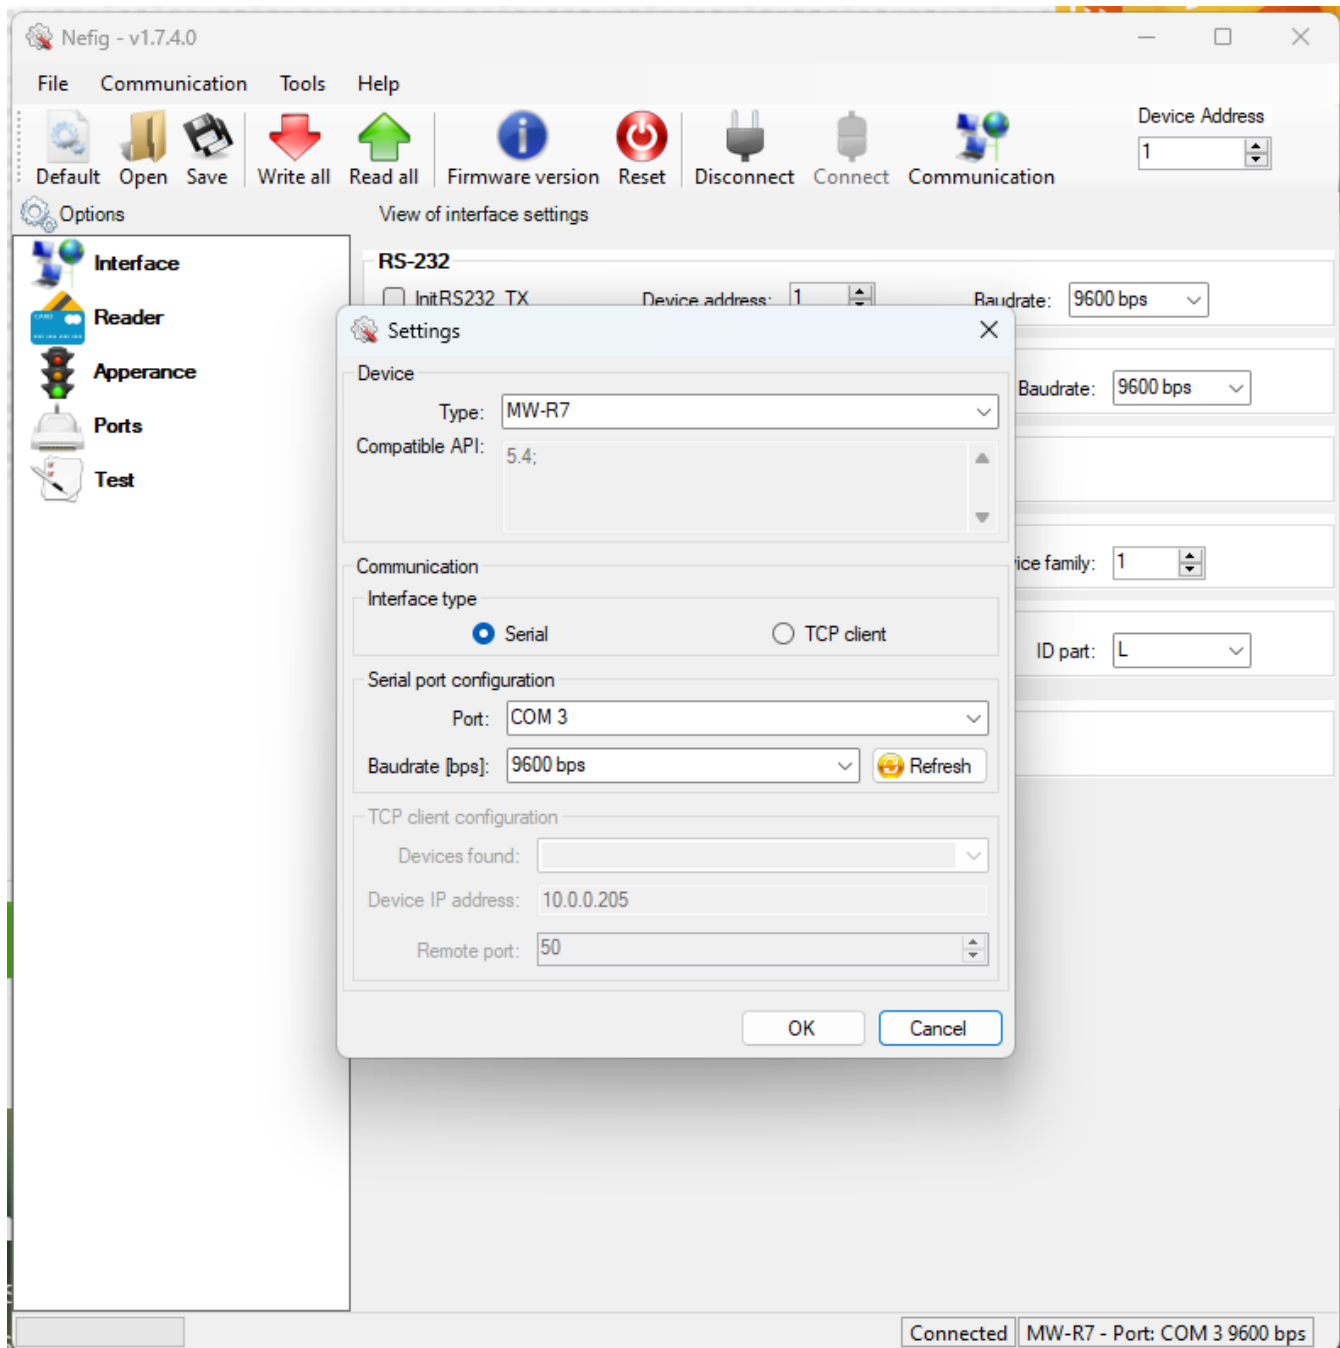 Nefig - v1.7.4.0
File Communication Tools Help
Device Address
1
Default Open Save Write all Read all Firmware version Reset Disconnect Connect Communication
Options
View of interface settings
Interface
Reader
Apperance
Ports
Test
RS-232
InitRS232_TX Device address: 1 Baudrate: 9600 bps
Baudrate: 9600 bps
family: 1
ID part: L
Settings
Device
Type: MW-R7
Compatible API: 5.4;
Communication
Interface type
Serial TCP client
Serial port configuration
Port: COM 3
Baudrate [bps]: 9600 bps Refresh
TCP client configuration
Devices found:
Device IP address: 10.0.0.205
Remote port: 50
OK Cancel
Connected MW-R7 - Port: COM 3 9600 bps